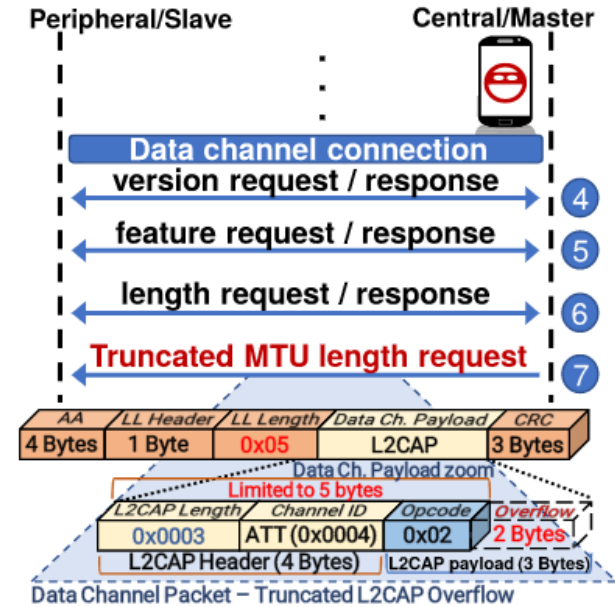 Peripheral/Slave Central/Master
Data channel connection
version request / response 4
feature request / response 5
length request / response 6
Truncated MTU length request 7
AA LL Header LL Length Data Ch. Payload CRC
4 Bytes 1 Byte 0x05 L2CAP 3 Bytes
Data Ch. Payload zoom
Limited to 5 bytes
L2CAP Length Channel ID Opcode Overflow
0x0003 ATT (0x0004) 0x02 2 Bytes
L2CAP Header (4 Bytes) L2CAP payload (3 Bytes)
Data Channel Packet – Truncated L2CAP Overflow